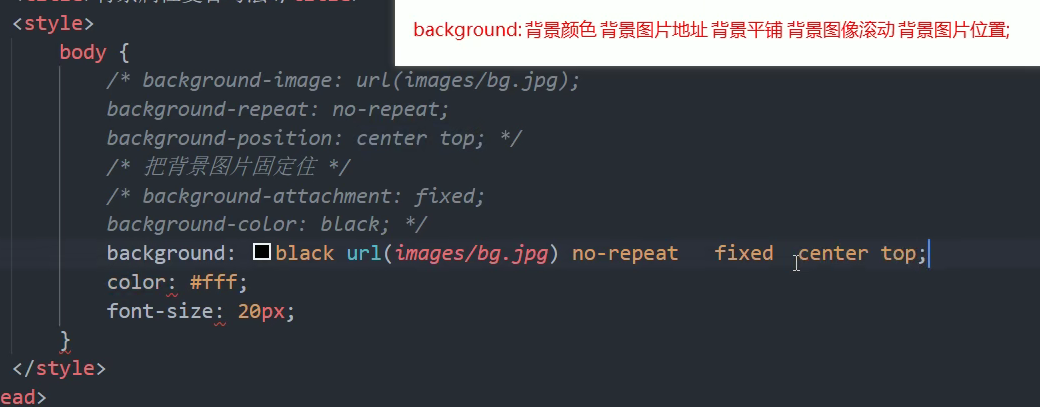 <style>
background: 背景颜色 背景图片地址 背景平铺 背景图像滚动 背景图片位置;
body {
/* background-image: url(images/bg.jpg);
background-repeat: no-repeat;
background-position: center top; */
/* 把背景图片固定住 */
/* background-attachment: fixed;
background-color: black; */
background: black url(images/bg.jpg) no-repeat fixed center top;
color: #fff;
font-size: 20px;
}
</style>
ead>